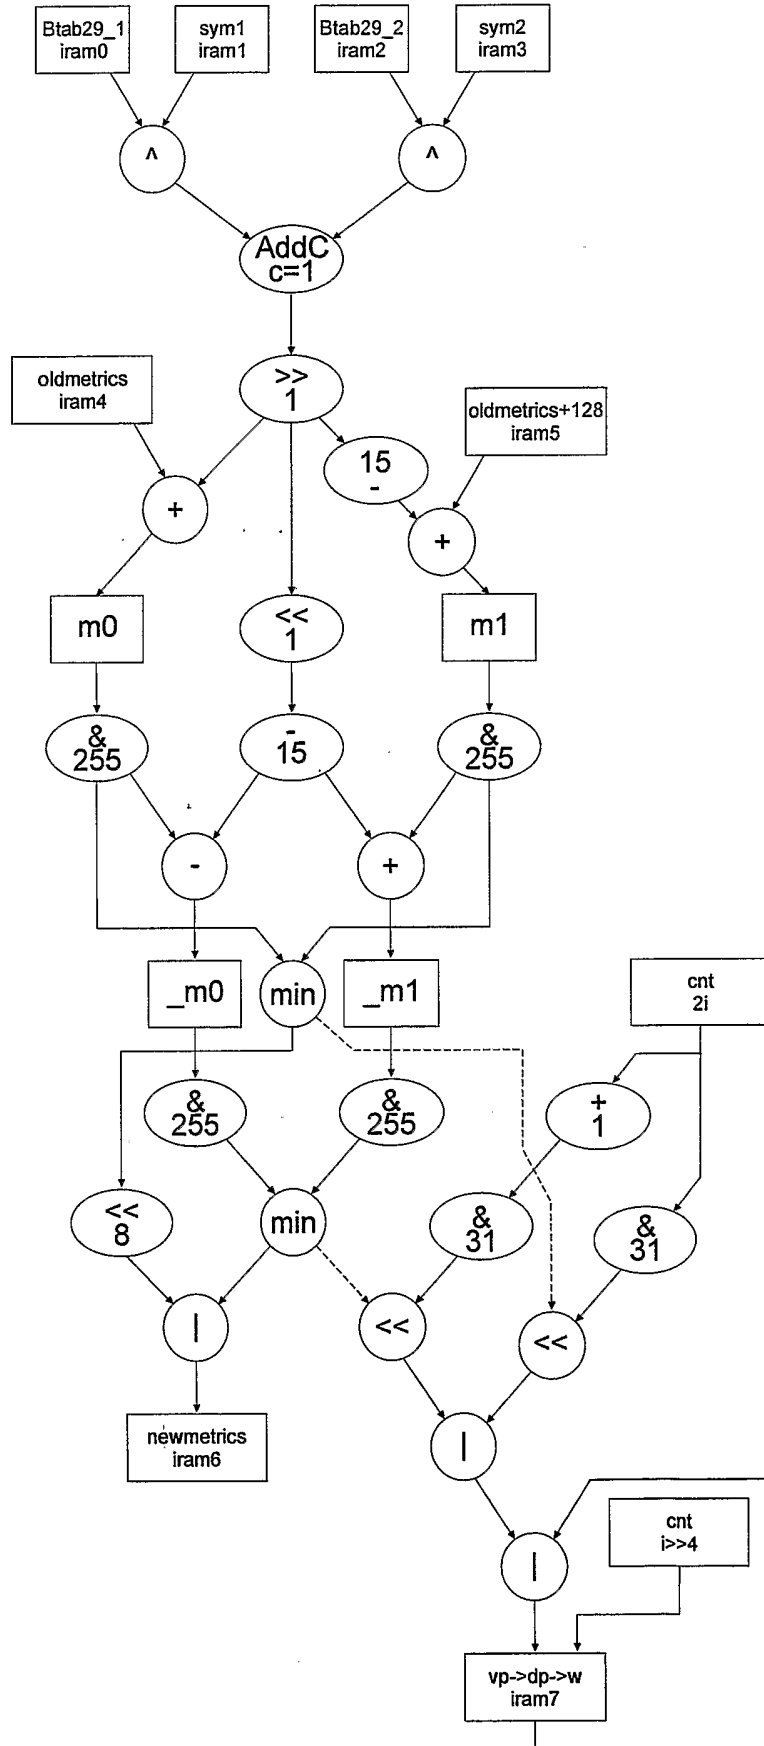 Btab29_1
iram0
sym1
iram1
Btab29_2
iram2
sym2
iram3
^
^
AddC
c=1
oldmetrics
iram4
>>
1
oldmetrics+128
iram5
15
-
+
+
m0
<<
1
m1
&
255
-
15
&
255
-
+
_m0
min
_m1
cnt
2i
&
255
&
255
+
1
<<
8
min
&
31
&
31
|
<<
<<
newmetrics
iram6
|
cnt
i>>4
|
vp->dp->w
iram7